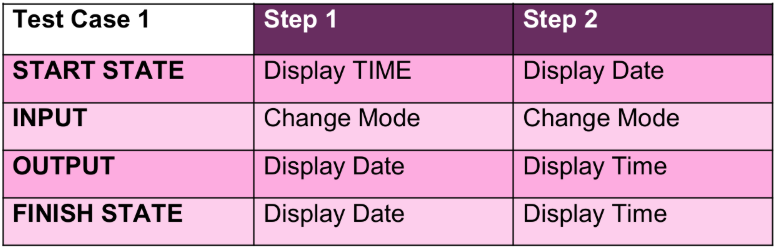 Test Case 1 Step 1 Step 2
START STATE Display TIME Display Date
INPUT Change Mode Change Mode
OUTPUT Display Date Display Time
FINISH STATE Display Date Display Time